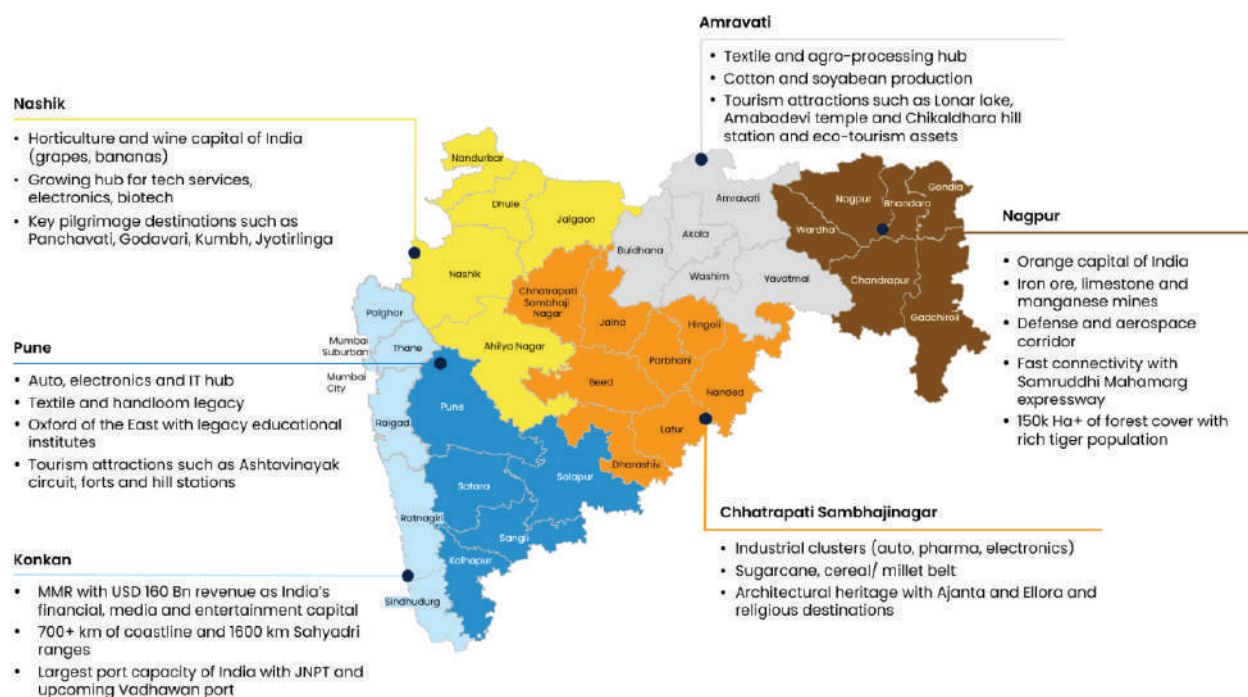 Amravati
• Textile and agro-processing hub
• Cotton and soyabean production
• Tourism attractions such as Lonar lake,
Amabadevi temple and Chikaldhara hill
station and eco-tourism assets
Nashik
• Horticulture and wine capital of India
(grapes, bananas)
• Growing hub for tech services,
electronics, biotech
• Key pilgrimage destinations such as
Panchavati, Godavari, Kumbh, Jyotirlinga
Nagpur
• Orange capital of India
• Iron ore, limestone and
manganese mines
• Defense and aerospace
corridor
• Fast connectivity with
Samruddhi Mahamarg
expressway
• 150k Ha+ of forest cover with
rich tiger population
Pune
• Auto, electronics and IT hub
• Textile and handloom legacy
• Oxford of the East with legacy educational
institutes
• Tourism attractions such as Ashtavinayak
circuit, forts and hill stations
Chhatrapati Sambhajinagar
• Industrial clusters (auto, pharma, electronics)
• Sugarcane, cereal/ millet belt
• Architectural heritage with Ajanta and Ellora and
religious destinations
Konkan
• MMR with USD 160 Bn revenue as India's
financial, media and entertainment capital
• 700+ km of coastline and 1600 km Sahyadri
ranges
• Largest port capacity of India with JNPT and
upcoming Vadhawan port
Nandurbar
Dhule
Jalgaon
Nashik
Ahilya Nagar
Buldhana
Akola
Amravati
Washim
Yavatmal
Nagpur
Bhandara
Gondia
Wardha
Chandrapur
Gadchiroli
Chhatrapati
Sambhaji
Nagar
Jalna
Hingoli
Parbhani
Beed
Nanded
Latur
Dharashiv
Palghar
Mumbai
Suburban
Thane
Mumbai
City
Raigad
Ratnagiri
Sindhudurg
Pune
Satara
Solapur
Sangli
Kolhapur